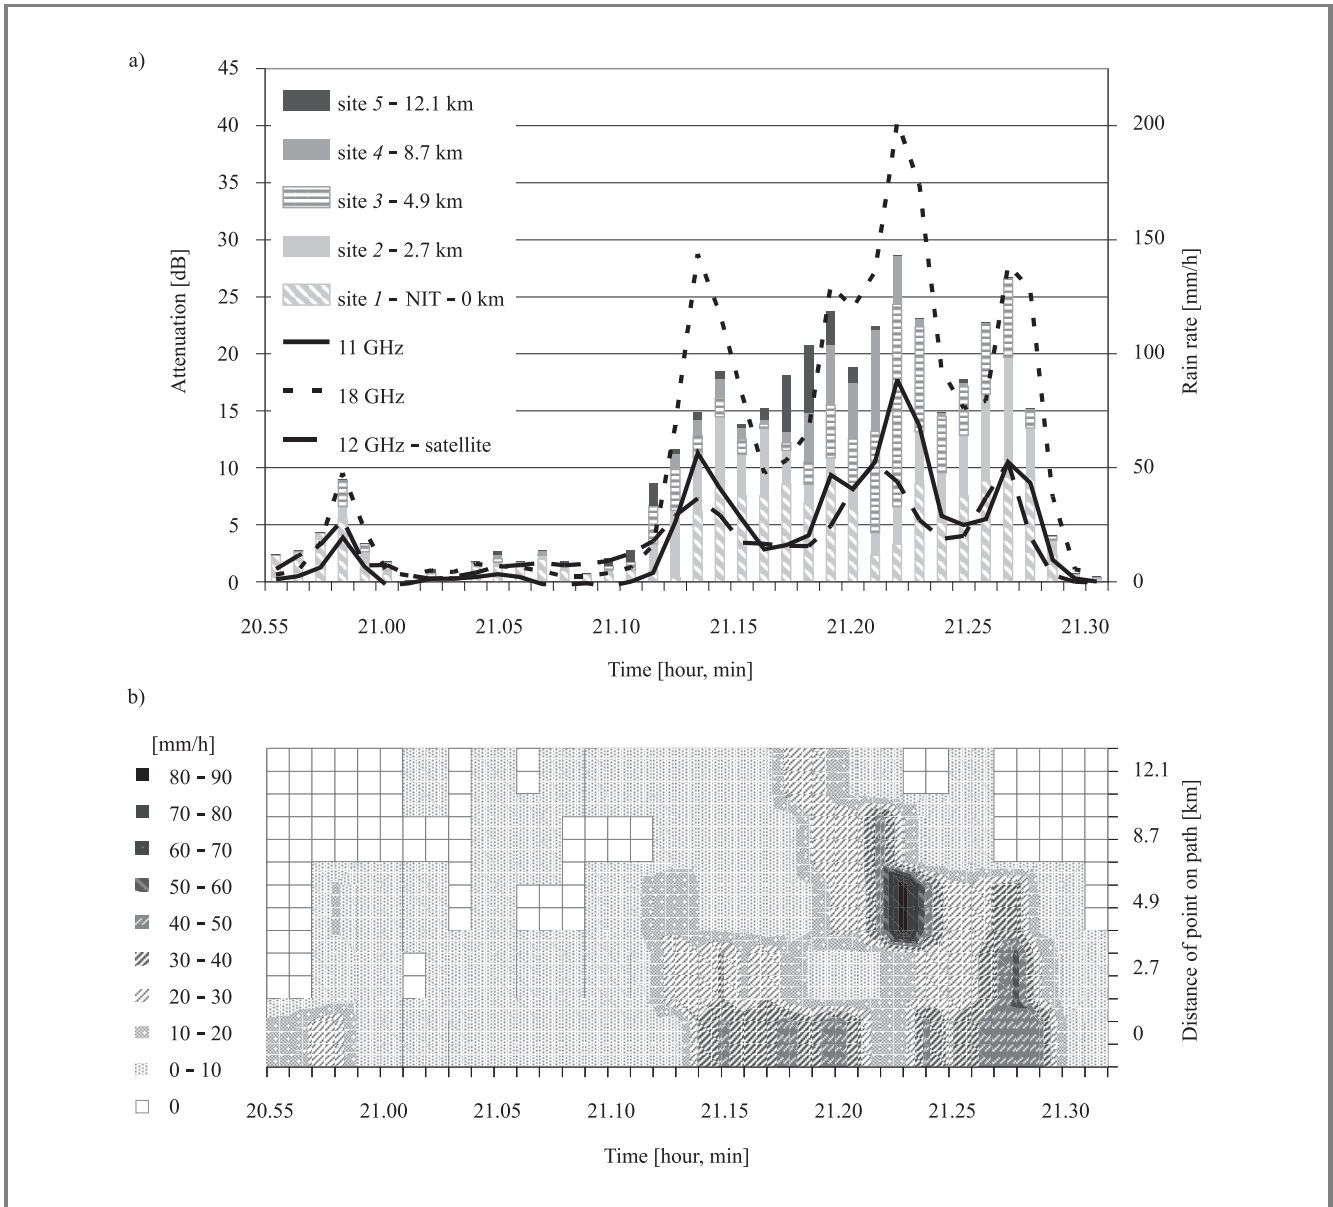 a)
45
40
35
30
25
20
15
10
5
0
Attenuation [dB]
site 5 – 12.1 km
site 4 – 8.7 km
site 3 – 4.9 km
site 2 – 2.7 km
site 1 – NIT – 0 km
11 GHz
18 GHz
12 GHz – satellite
200
150
100
50
0
Rain rate [mm/h]
20.55 21.00 21.05 21.10 21.15 21.20 21.25 21.30
Time [hour, min]
b)
[mm/h]
80 – 90
70 – 80
60 – 70
50 – 60
40 – 50
30 – 40
20 – 30
10 – 20
0 – 10
0
12.1
8.7
4.9
2.7
0
Distance of point on path [km]
20.55 21.00 21.05 21.10 21.15 21.20 21.25 21.30
Time [hour, min]